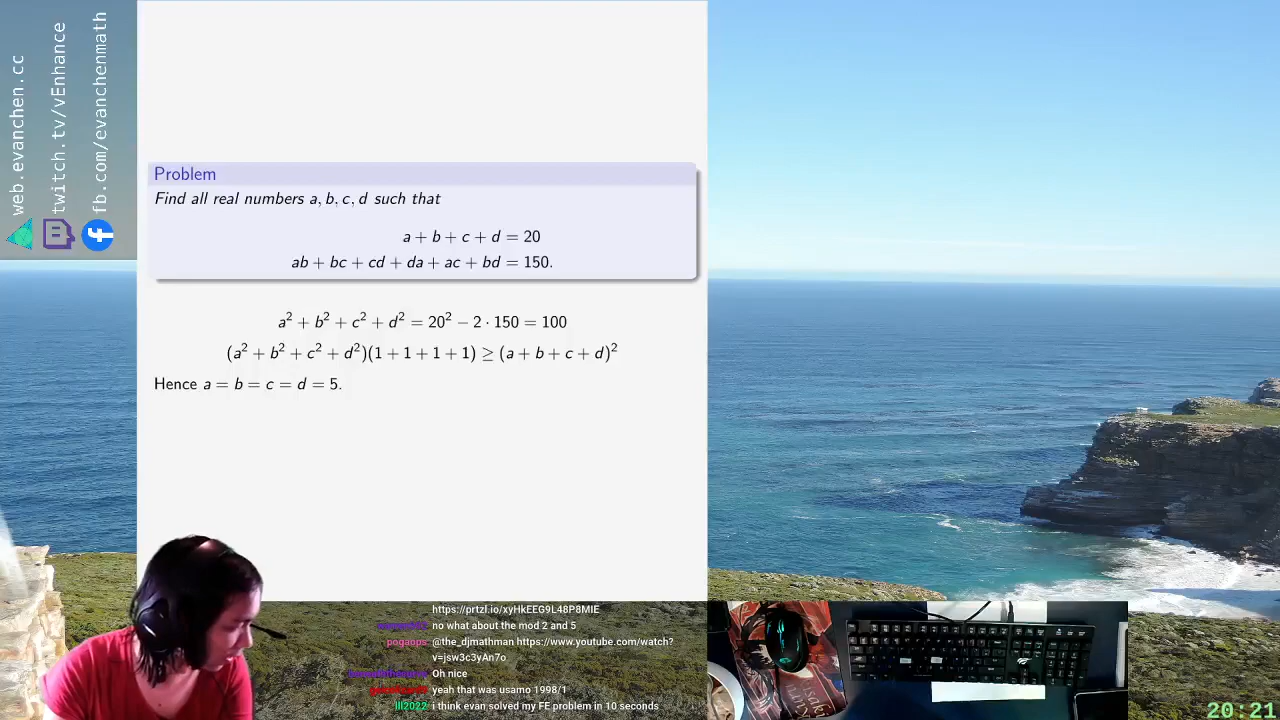 web.evanchen.cc
twitch.tv/vEnhance
fb.com/evanchenmath
Problem
Find all real numbers a, b, c, d such that
a + b + c + d = 20
ab + bc + cd + da + ac + bd = 150.
a² + b² + c² + d² = 20² − 2 · 150 = 100
(a² + b² + c² + d²)(1 + 1 + 1 + 1) ≥ (a + b + c + d)²
Hence a = b = c = d = 5.
https://prtzl.io/xyHkEEG9L48P8MIE
no what about the mod 2 and 5
pogaops @the_djmathman https://www.youtube.com/watch?
v=jsw3c3yAn7o
Oh nice
yeah that was usamo 1998/1
lll2022 i think evan solved my FE problem in 10 seconds
20:21